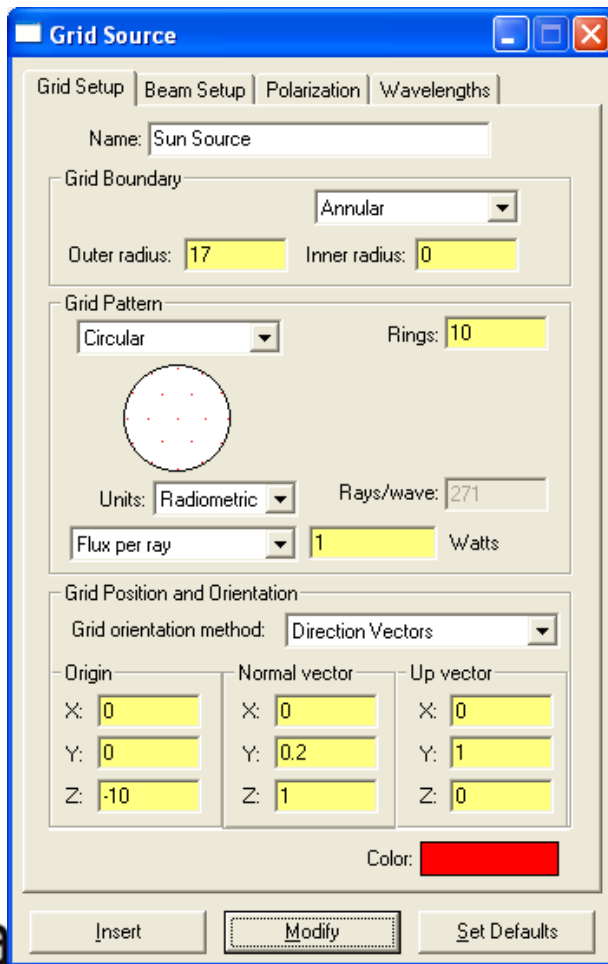 Grid Source
Grid Setup Beam Setup Polarization Wavelengths
Name: Sun Source
Grid Boundary
Annular
Outer radius: 17 Inner radius: 0
Grid Pattern
Circular Rings: 10
Units: Radiometric Rays/wave: 271
Flux per ray 1 Watts
Grid Position and Orientation
Grid orientation method: Direction Vectors
Origin Normal vector Up vector
X: 0 X: 0 X: 0
Y: 0 Y: 0.2 Y: 1
Z: -10 Z: 1 Z: 0
Color:
Insert Modify Set Defaults